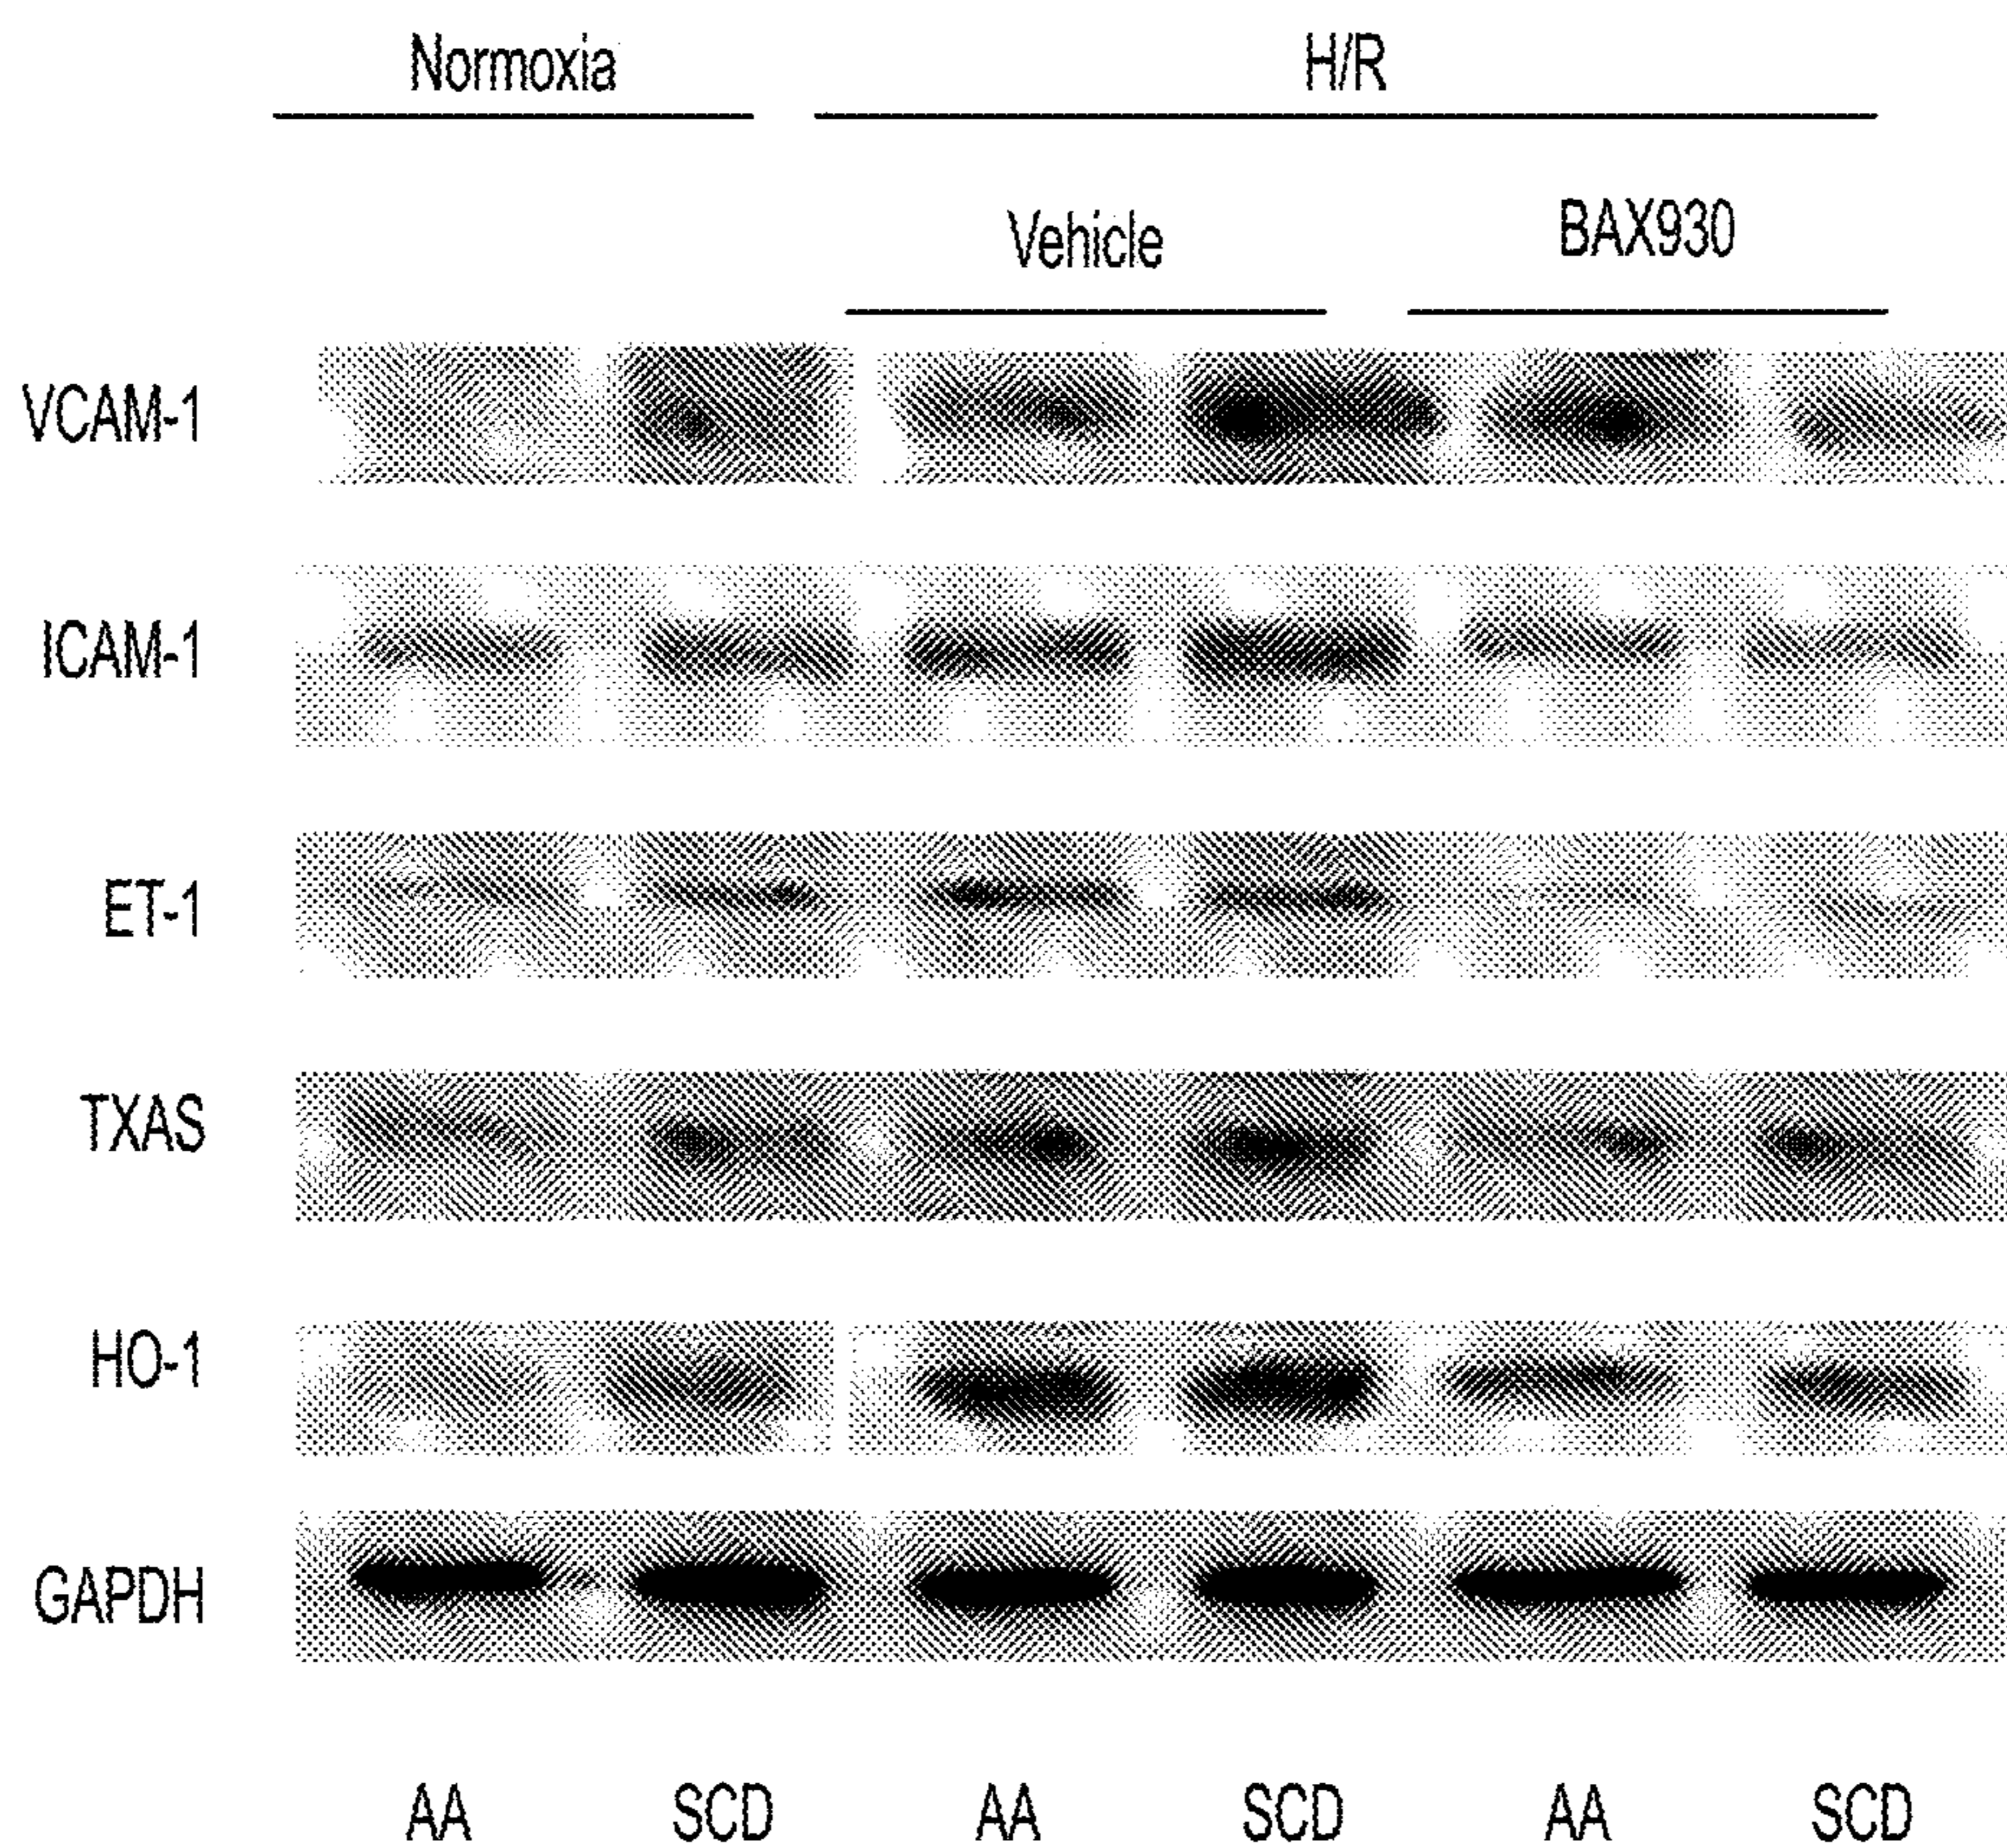 Normoxia H/R
Vehicle BAX930
VCAM-1
ICAM-1
ET-1
TXAS
HO-1
GAPDH
AA SCD AA SCD AA SCD